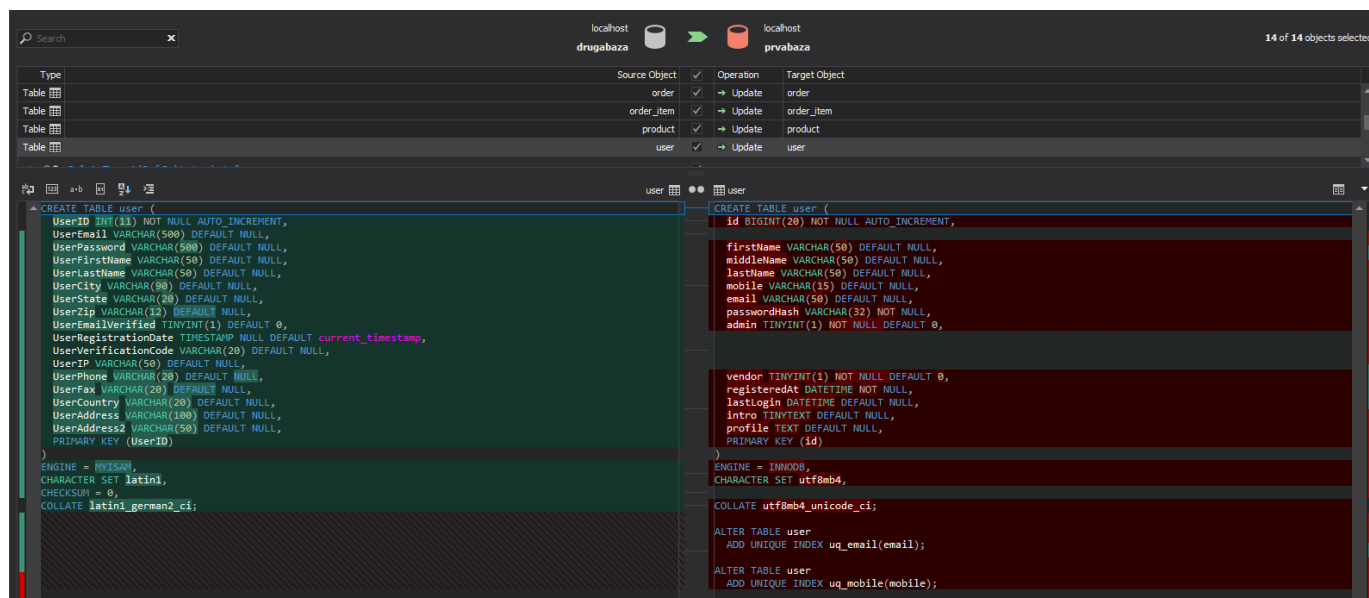 Search
localhost
drugabaza
localhost
prvabaza
14 of 14 objects selected
Type Source Object Operation Target Object
Table order Update order
Table order_item Update order_item
Table product Update product
Table user Update user
user user
CREATE TABLE user (
UserID INT(11) NOT NULL AUTO_INCREMENT,
UserEmail VARCHAR(500) DEFAULT NULL,
UserPassword VARCHAR(500) DEFAULT NULL,
UserFirstName VARCHAR(50) DEFAULT NULL,
UserLastName VARCHAR(50) DEFAULT NULL,
UserCity VARCHAR(90) DEFAULT NULL,
UserState VARCHAR(20) DEFAULT NULL,
UserZip VARCHAR(12) DEFAULT NULL,
UserEmailVerified TINYINT(1) DEFAULT 0,
UserRegistrationDate TIMESTAMP NULL DEFAULT current_timestamp,
UserVerificationCode VARCHAR(20) DEFAULT NULL,
UserIP VARCHAR(50) DEFAULT NULL,
UserPhone VARCHAR(20) DEFAULT NULL,
UserFax VARCHAR(20) DEFAULT NULL,
UserCountry VARCHAR(20) DEFAULT NULL,
UserAddress VARCHAR(100) DEFAULT NULL,
UserAddress2 VARCHAR(50) DEFAULT NULL,
PRIMARY KEY (UserID)
)
ENGINE = MYISAM,
CHARACTER SET latin1,
CHECKSUM = 0,
COLLATE latin1_german2_ci;
CREATE TABLE user (
id BIGINT(20) NOT NULL AUTO_INCREMENT,
firstName VARCHAR(50) DEFAULT NULL,
middleName VARCHAR(50) DEFAULT NULL,
lastName VARCHAR(50) DEFAULT NULL,
mobile VARCHAR(15) DEFAULT NULL,
email VARCHAR(50) DEFAULT NULL,
passwordHash VARCHAR(32) NOT NULL,
admin TINYINT(1) NOT NULL DEFAULT 0,
vendor TINYINT(1) NOT NULL DEFAULT 0,
registeredAt DATETIME NOT NULL,
lastLogin DATETIME DEFAULT NULL,
intro TINYTEXT DEFAULT NULL,
profile TEXT DEFAULT NULL,
PRIMARY KEY (id)
)
ENGINE = INNODB,
CHARACTER SET utf8mb4,
COLLATE utf8mb4_unicode_ci;
ALTER TABLE user
ADD UNIQUE INDEX uq_email(email);
ALTER TABLE user
ADD UNIQUE INDEX uq_mobile(mobile);